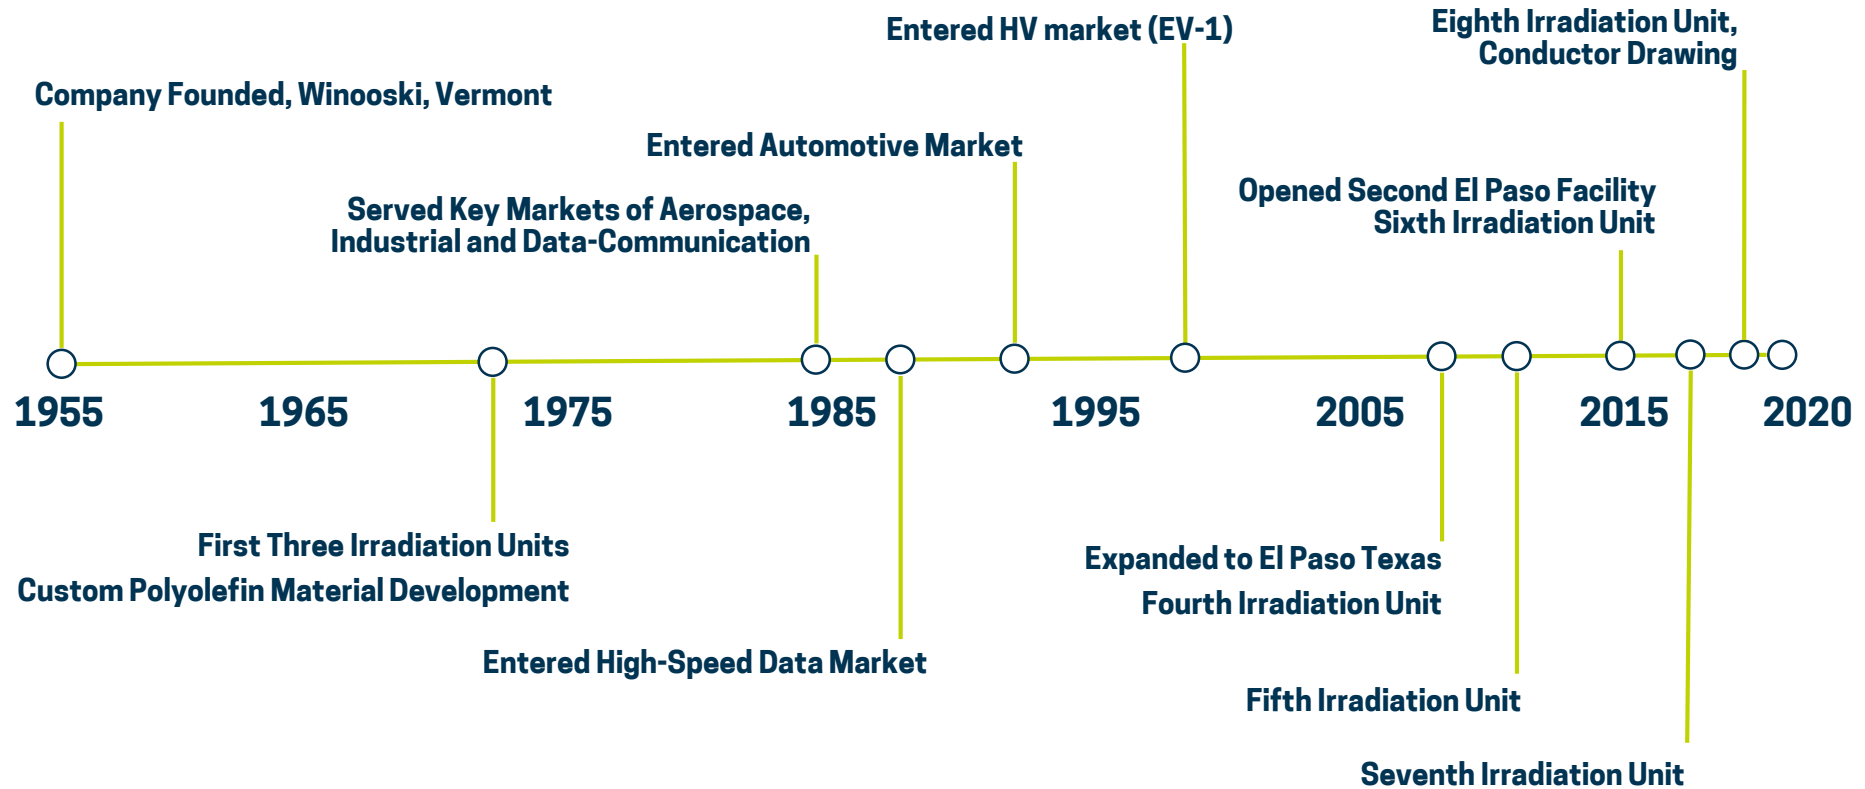 Entered HV market (EV-1)
Eighth Irradiation Unit,
Conductor Drawing
Company Founded, Winooski, Vermont
Entered Automotive Market
Served Key Markets of Aerospace,
Industrial and Data-Communication
Opened Second El Paso Facility
Sixth Irradiation Unit
1955 1965 1975 1985 1995 2005 2015 2020
First Three Irradiation Units
Custom Polyolefin Material Development
Expanded to El Paso Texas
Fourth Irradiation Unit
Entered High-Speed Data Market
Fifth Irradiation Unit
Seventh Irradiation Unit